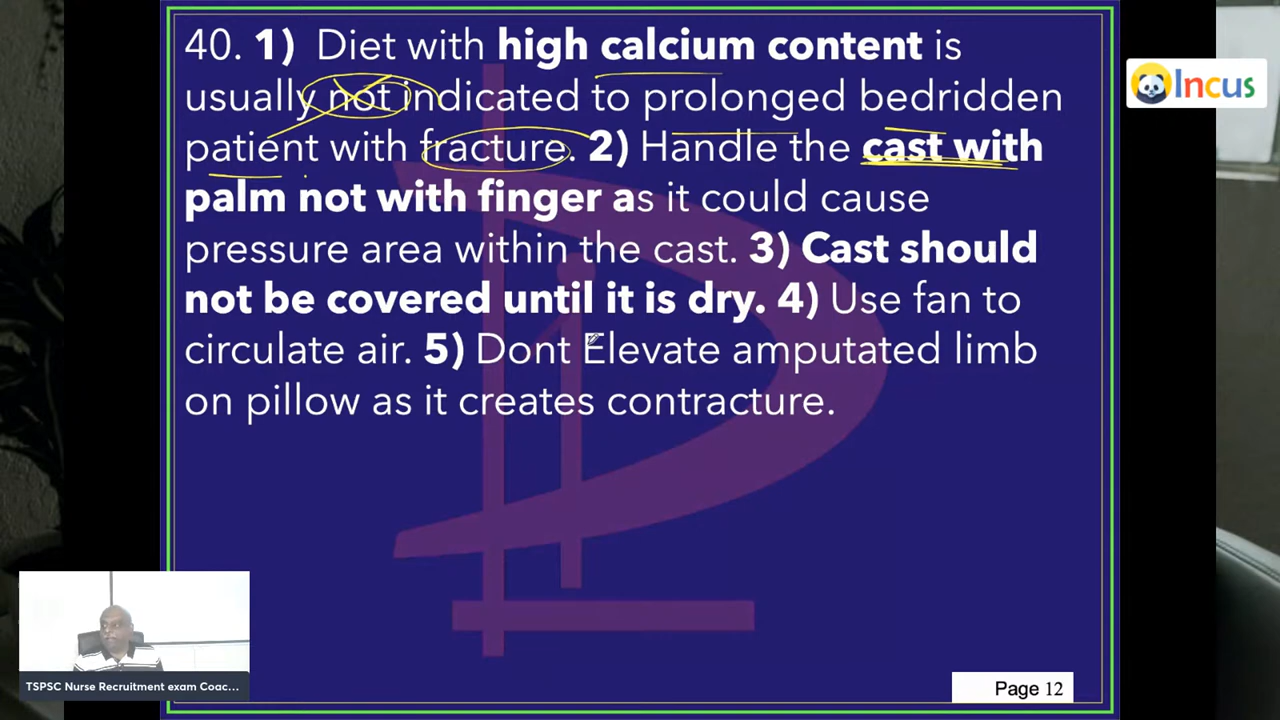 40. 1) Diet with high calcium content is
usually not indicated to prolonged bedridden
patient with fracture. 2) Handle the cast with
palm not with finger as it could cause
pressure area within the cast. 3) Cast should
not be covered until it is dry. 4) Use fan to
circulate air. 5) Dont Elevate amputated limb
on pillow as it creates contracture.
Incus
TSPSC Nurse Recruitment exam Coac...
Page 12